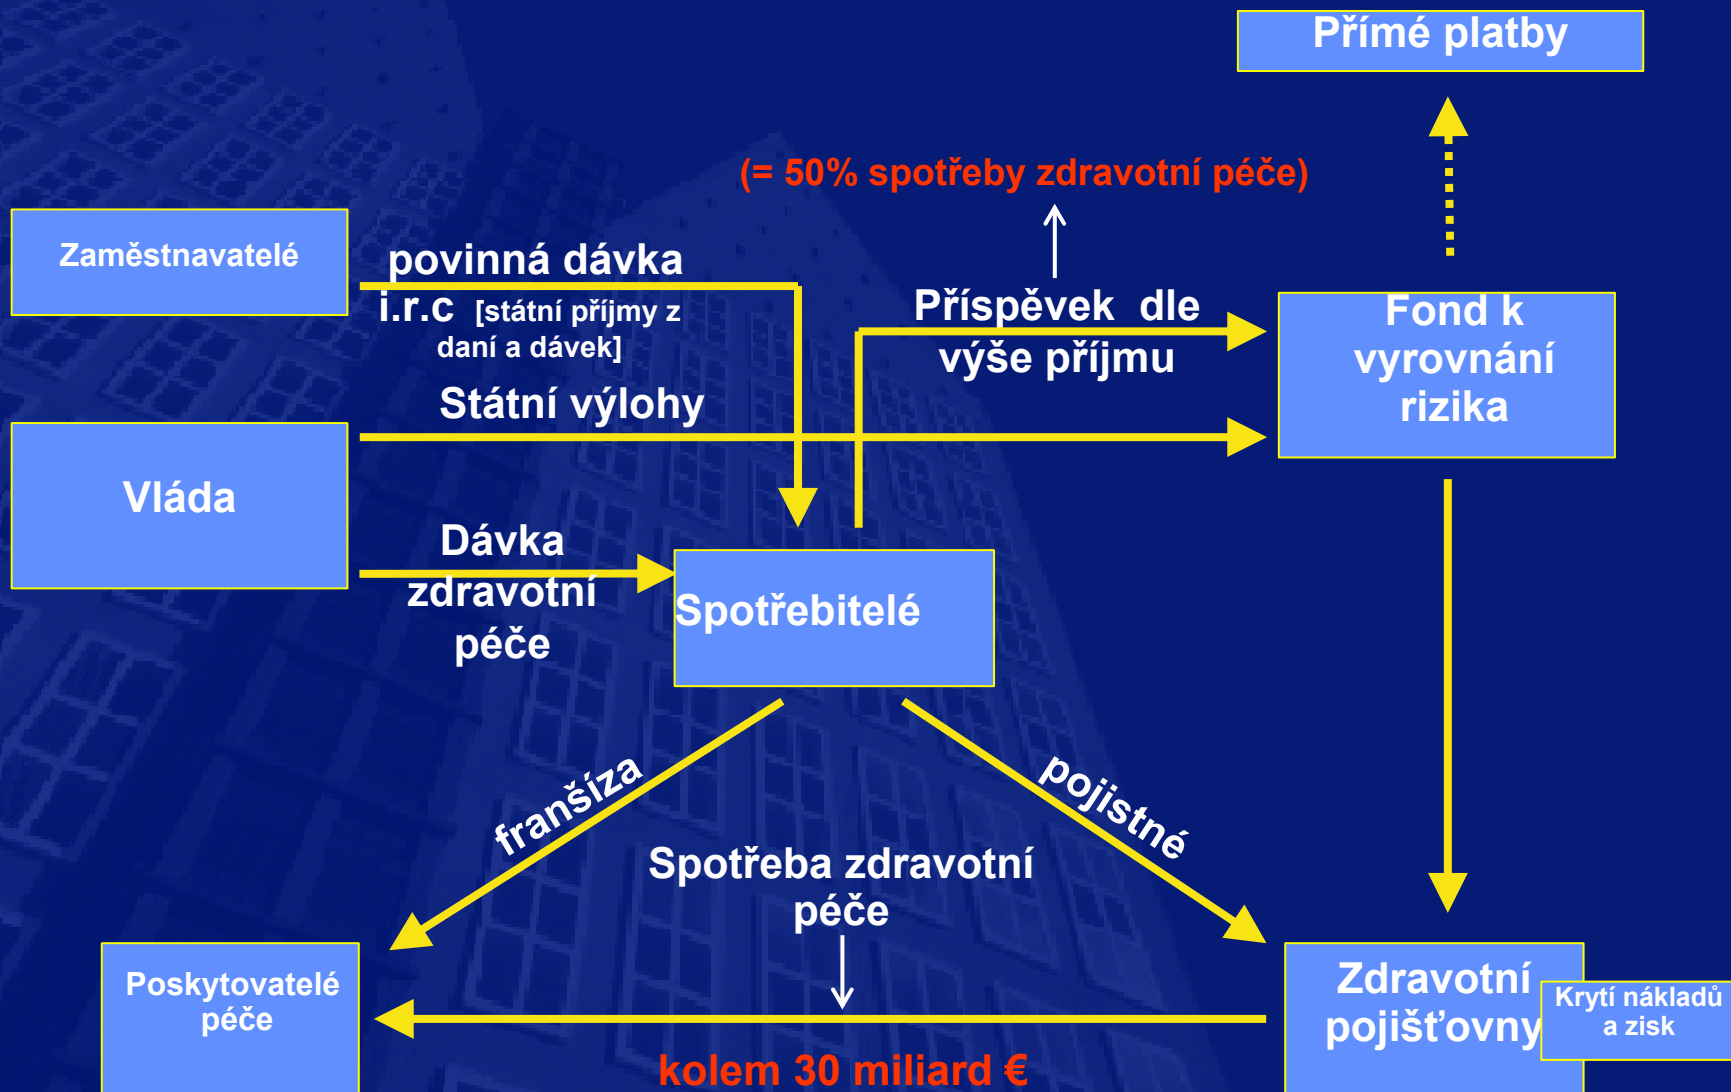 Přímé platby
(= 50% spotřeby zdravotní péče)
Zaměstnavatelé
povinná dávka
i.r.c [státní příjmy z
daní a dávek]
Příspěvek dle
výše příjmu
Fond k
vyrovnání
rizika
Státní výlohy
Vláda
Dávka
zdravotní
péče
Spotřebitelé
franšíza
pojistné
Spotřeba zdravotní
péče
Poskytovatelé
péče
Zdravotní
pojišťovny
Krytí nákladů
a zisk
kolem 30 miliard €